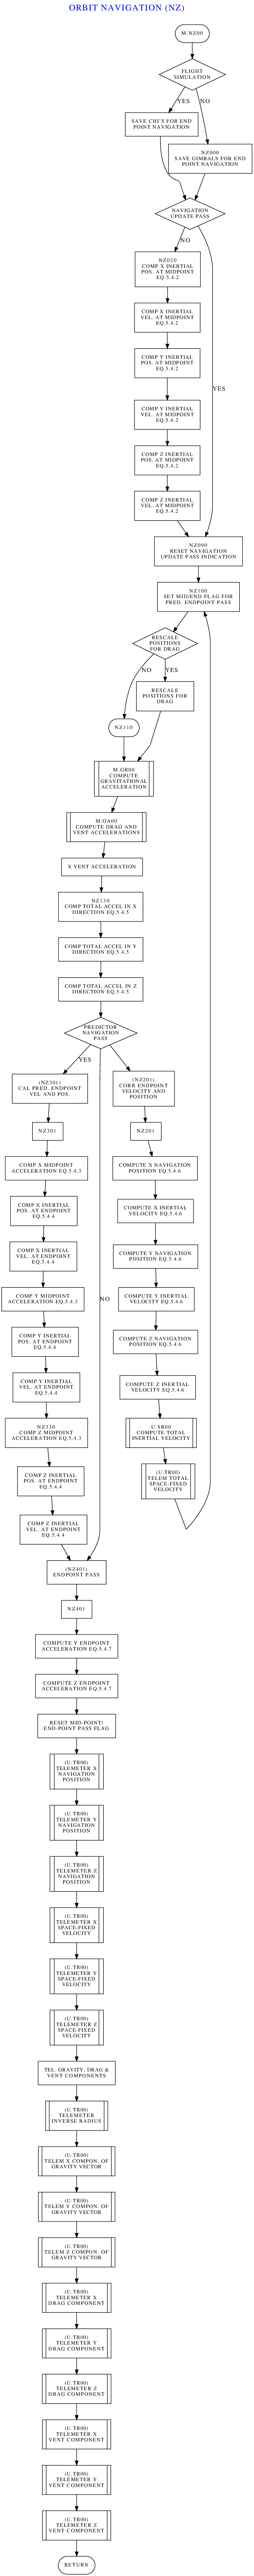 ORBIT NAVIGATION (NZ)
M.NZ00
FLIGHT
SIMULATION
YES
NO
SAVE CHI'S FOR END
POINT NAVIGATION
NZ000
SAVE GIMBALS FOR END
POINT NAVIGATION
NAVIGATION
UPDATE PASS
NO
NZ020
COMP X INERTIAL
POS. AT MIDPOINT
EQ.5.4.2
COMP X INERTIAL
VEL. AT MIDPOINT
EQ.5.4.2
COMP Y INERTIAL
POS. AT MIDPOINT
EQ.5.4.2
YES
COMP Y INERTIAL
VEL. AT MIDPOINT
EQ.5.4.2
COMP Z INERTIAL
POS. AT MIDPOINT
EQ.5.4.2
COMP Z INERTIAL
VEL. AT MIDPOINT
EQ.5.4.2
NZ090
RESET NAVIGATION
UPDATE PASS INDICATION
NZ100
SET MID/END FLAG FOR
PRED. ENDPOINT PASS
RESCALE
POSITIONS
FOR DRAG
NO
YES
RESCALE
POSITIONS FOR
DRAG
NZ110
M.GR00
COMPUTE
GRAVITATIONAL
ACCELERATION
M.OA00
COMPUTE DRAG AND
VENT ACCELERATIONS
X VENT ACCELERATION
NZ130
COMP TOTAL ACCEL IN X
DIRECTION EQ.5.4.5
COMP TOTAL ACCEL IN Y
DIRECTION EQ.5.4.5
COMP TOTAL ACCEL IN Z
DIRECTION EQ.5.4.5
PREDICTOR
NAVIGATION
PASS
YES
(NZ301)
CAL PRED. ENDPOINT
VEL AND POS.
(NZ201)
CORR ENDPOINT
VELOCITY AND
POSITION
NZ301
NZ201
COMP X MIDPOINT
ACCELERATION EQ.5.4.3
COMPUTE X NAVIGATION
POSITION EQ.5.4.6
COMP X INERTIAL
POS. AT ENDPOINT
EQ.5.4.4
COMPUTE X INERTIAL
VELOCITY EQ.5.4.6
COMP X INERTIAL
VEL. AT ENDPOINT
EQ.5.4.4
COMPUTE Y NAVIGATION
POSITION EQ.5.4.6
COMP Y MIDPOINT
ACCELERATION EQ.5.4.3
NO
COMPUTE Y INERTIAL
VELOCITY EQ.5.4.6
COMP Y INERTIAL
POS. AT ENDPOINT
EQ.5.4.4
COMPUTE Z NAVIGATION
POSITION EQ.5.4.6
COMP Y INERTIAL
VEL. AT ENDPOINT
EQ.5.4.4
COMPUTE Z INERTIAL
VELOCITY EQ.5.4.6
NZ330
COMP Z MIDPOINT
ACCELERATION EQ.5.4.3
U.SR00
COMPUTE TOTAL
INERTIAL VELOCITY
COMP Z INERTIAL
POS. AT ENDPOINT
EQ.5.4.4
(U.TR00)
TELEM TOTAL
SPACE-FIXED
VELOCITY
COMP Z INERTIAL
VEL. AT ENDPOINT
EQ.5.4.4
(NZ401)
ENDPOINT PASS
NZ401
COMPUTE Y ENDPOINT
ACCELERATION EQ.5.4.7
COMPUTE Z ENDPOINT
ACCELERATION EQ.5.4.7
RESET MID-POINT/
END-POINT PASS FLAG
(U.TR00)
TELEMETER X
NAVIGATION
POSITION
(U.TR00)
TELEMETER Y
NAVIGATION
POSITION
(U.TR00)
TELEMETER Z
NAVIGATION
POSITION
(U.TR00)
TELEMETER X
SPACE-FIXED
VELOCITY
(U.TR00)
TELEMETER Y
SPACE-FIXED
VELOCITY
(U.TR00)
TELEMETER Z
SPACE-FIXED
VELOCITY
TEL. GRAVITY, DRAG &
VENT COMPONENTS
(U.TR00)
TELEMETER
INVERSE RADIUS
(U.TR00)
TELEM X COMPON. OF
GRAVITY VECTOR
(U.TR00)
TELEM Y COMPON. OF
GRAVITY VECTOR
(U.TR00)
TELEM Z COMPON. OF
GRAVITY VECTOR
(U.TR00)
TELEMETER X
DRAG COMPONENT
(U.TR00)
TELEMETER Y
DRAG COMPONENT
(U.TR00)
TELEMETER Z
DRAG COMPONENT
(U.TR00)
TELEMETER X
VENT COMPONENT
(U.TR00)
TELEMETER Y
VENT COMPONENT
(U.TR00)
TELEMETER Z
VENT COMPONENT
RETURN